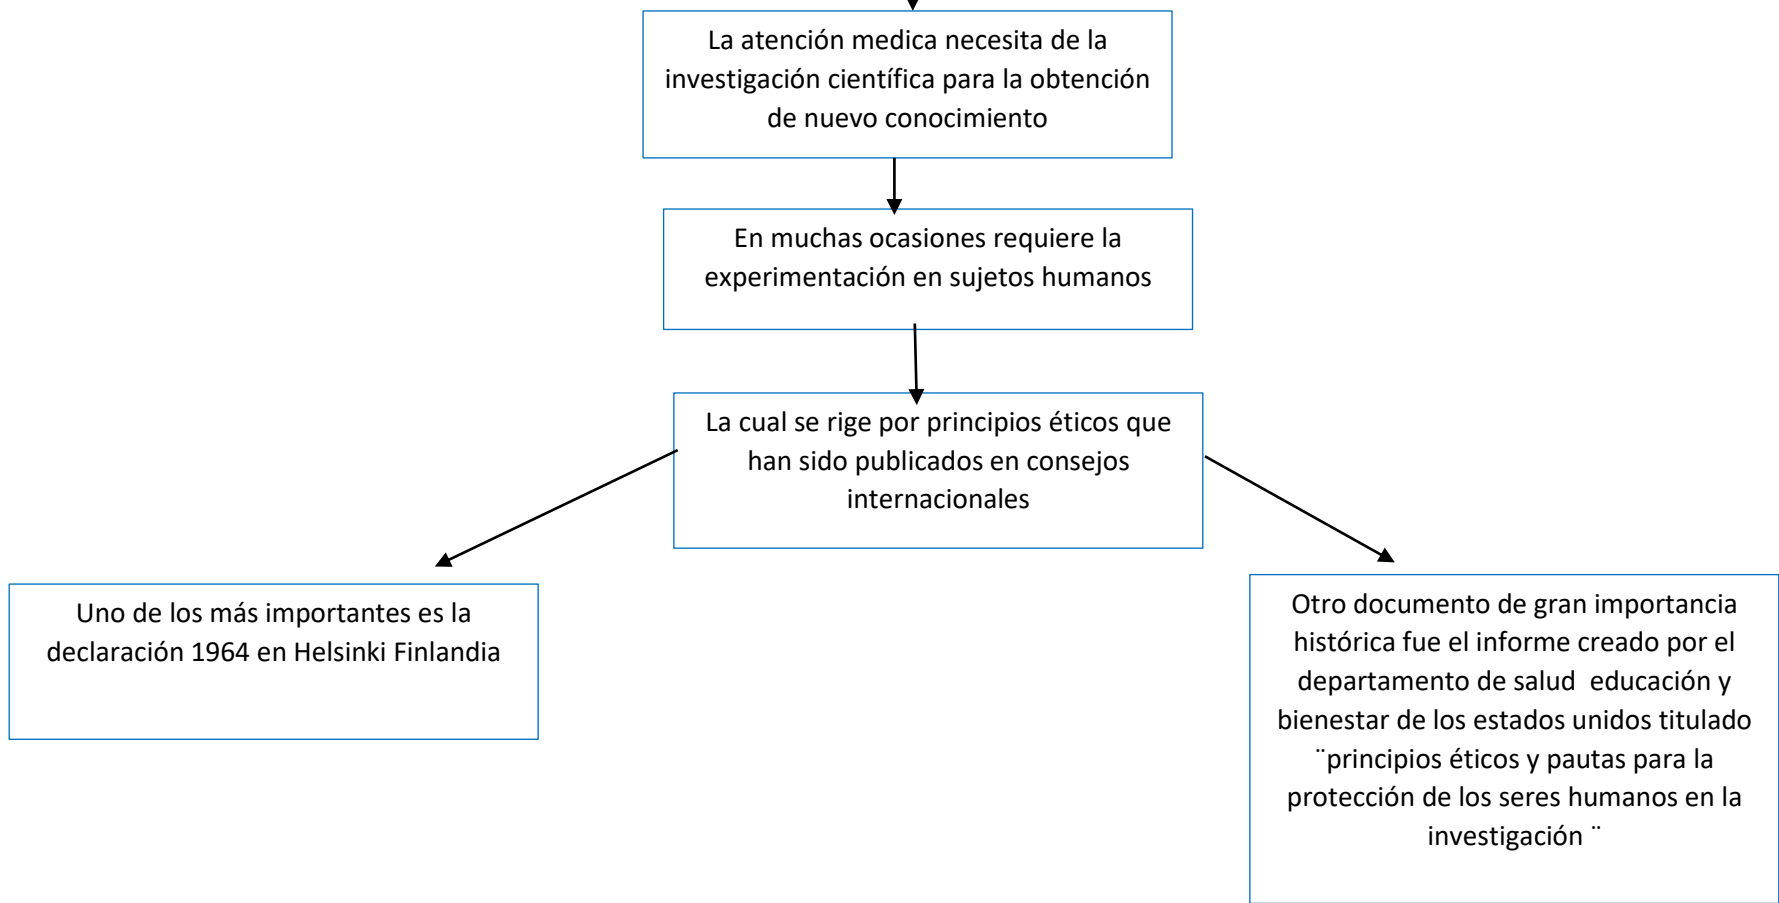 La atención medica necesita de la
investigación científica para la obtención
de nuevo conocimiento
En muchas ocasiones requiere la
experimentación en sujetos humanos
La cual se rige por principios éticos que
han sido publicados en consejos
internacionales
Uno de los más importantes es la
declaración 1964 en Helsinki Finlandia
Otro documento de gran importancia
histórica fue el informe creado por el
departamento de salud  educación y
bienestar de los estados unidos titulado
¨principios éticos y pautas para la
protección de los seres humanos en la
investigación ¨